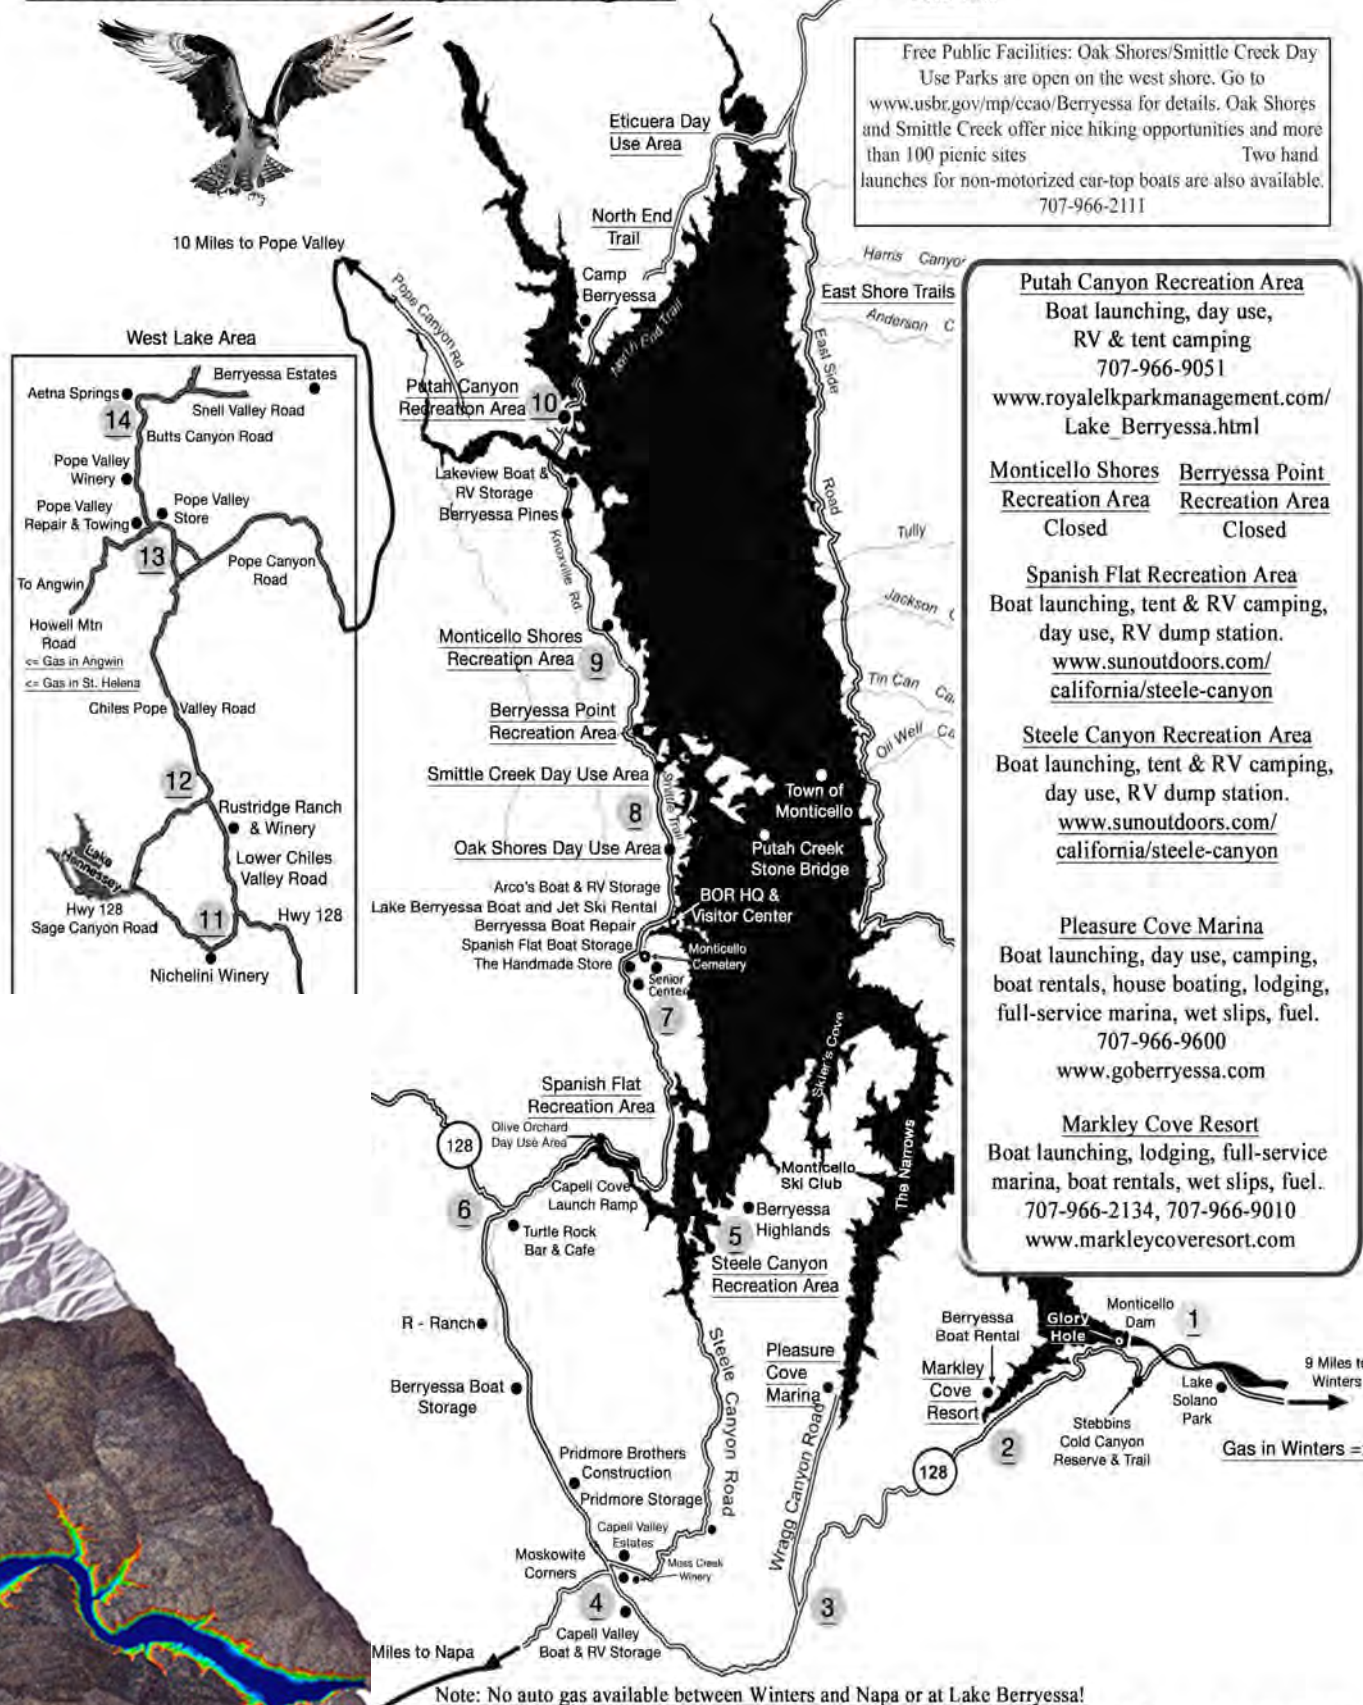 Free Public Facilities: Oak Shores/Smittle Creek Day
Use Parks are open on the west shore. Go to
www.usbr.gov/mp/ccao/Berryessa for details. Oak Shores
and Smittle Creek offer nice hiking opportunities and more
than 100 picnic sites Two hand
launches for non-motorized car-top boats are also available.
707-966-2111
Eticuera Day
Use Area
North End
Trail
Camp
Berryessa
North End Trail
Harris Canyon
East Shore Trails
Anderson C
East Side
Road
10 Miles to Pope Valley
Pope Canyon Rd.
West Lake Area
Berryessa Estates
Aetna Springs
Snell Valley Road
14
Butts Canyon Road
Pope Valley
Winery
Pope Valley
Store
Pope Valley
Repair & Towing
13
Pope Canyon
Road
To Angwin
Howell Mtn
Road
<= Gas in Angwin
<= Gas in St. Helena
Chiles Pope Valley Road
12
Rustridge Ranch
& Winery
Lake
Hennessey
Lower Chiles
Valley Road
Hwy 128
Sage Canyon Road
11
Hwy 128
Nichelini Winery
Putah Canyon
Recreation Area
10
Lakeview Boat &
RV Storage
Berryessa Pines
Knoxville Rd.
Tully
Jackson
Monticello Shores
Recreation Area
9
Tin Can Ca
Oil Well Ca
Berryessa Point
Recreation Area
Smittle Creek Day Use Area
Smittle Trail
8
Town of
Monticello
Oak Shores Day Use Area
Putah Creek
Stone Bridge
Arco's Boat & RV Storage
Lake Berryessa Boat and Jet Ski Rental
Berryessa Boat Repair
Spanish Flat Boat Storage
The Handmade Store
BOR HQ &
Visitor Center
Monticello
Cemetery
Senior
Center
7
Skier's Cove
The Narrows
Spanish Flat
Recreation Area
Olive Orchard
Day Use Area
128
Capell Cove
Launch Ramp
Monticello
Ski Club
6
Turtle Rock
Bar & Cafe
Berryessa
Highlands
5
Steele Canyon
Recreation Area
R - Ranch
Steele Canyon Road
Berryessa Boat
Storage
Pleasure
Cove
Marina
Wragg Canyon Road
Pridmore Brothers
Construction
Pridmore Storage
Capell Valley
Estates
Moskowite
Corners
Moss Creek
Winery
4
Capell Valley
Boat & RV Storage
Miles to Napa
3
Putah Canyon Recreation Area
Boat launching, day use,
RV & tent camping
707-966-9051
www.royalelkparkmanagement.com/
Lake_Berryessa.html
Monticello Shores
Recreation Area
Closed
Berryessa Point
Recreation Area
Closed
Spanish Flat Recreation Area
Boat launching, tent & RV camping,
day use, RV dump station.
www.sunoutdoors.com/
california/steele-canyon
Steele Canyon Recreation Area
Boat launching, tent & RV camping,
day use, RV dump station.
www.sunoutdoors.com/
california/steele-canyon
Pleasure Cove Marina
Boat launching, day use, camping,
boat rentals, house boating, lodging,
full-service marina, wet slips, fuel.
707-966-9600
www.goberryessa.com
Markley Cove Resort
Boat launching, lodging, full-service
marina, boat rentals, wet slips, fuel.
707-966-2134, 707-966-9010
www.markleycoveresort.com
Berryessa
Boat Rental
Glory
Hole
Monticello
Dam
1
Markley
Cove
Resort
9 Miles to
Winters
Lake
Solano
Park
Stebbins
Cold Canyon
Reserve & Trail
2
128
Gas in Winters =
Note: No auto gas available between Winters and Napa or at Lake Berryessa!